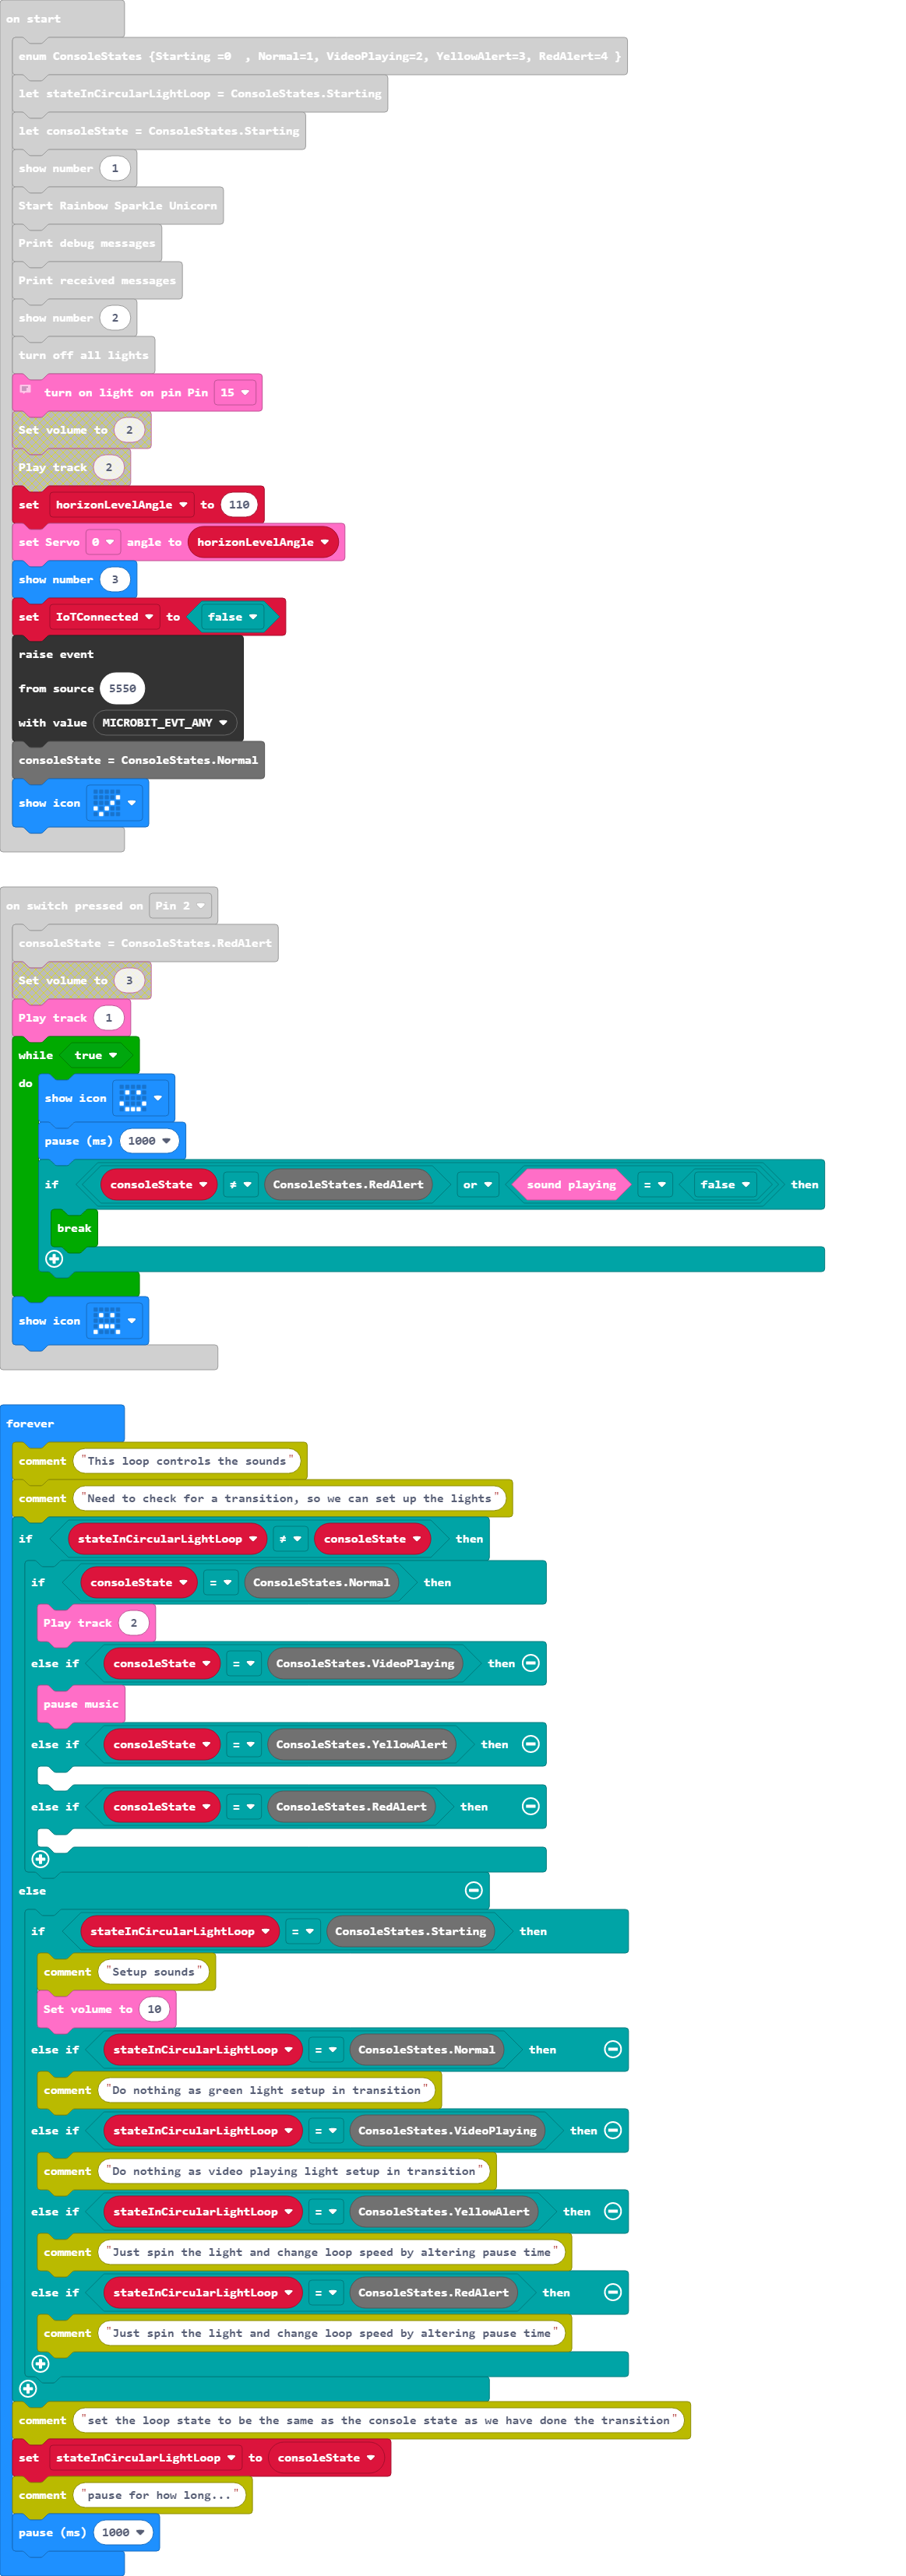 on start
enum ConsoleStates {Starting =0  , Normal=1, VideoPlaying=2, YellowAlert=3, RedAlert=4 }
let stateInCircularLightLoop = ConsoleStates.Starting
let consoleState = ConsoleStates.Starting
show number 1
Start Rainbow Sparkle Unicorn
Print debug messages
Print received messages
show number 2
turn off all lights
turn on light on pin Pin 15
Set volume to 2
Play track 2
set horizonLevelAngle to 110
set Servo 0 angle to horizonLevelAngle
show number 3
set IoTConnected to false
raise event
from source 5550
with value MICROBIT_EVT_ANY
consoleState = ConsoleStates.Normal
show icon
on switch pressed on Pin 2
consoleState = ConsoleStates.RedAlert
Set volume to 3
Play track 1
while true
do
show icon
pause (ms) 1000
if consoleState ≠ ConsoleStates.RedAlert or sound playing = false then
break
show icon
forever
comment "This loop controls the sounds"
comment "Need to check for a transition, so we can set up the lights"
if stateInCircularLightLoop ≠ consoleState then
if consoleState = ConsoleStates.Normal then
Play track 2
else if consoleState = ConsoleStates.VideoPlaying then
pause music
else if consoleState = ConsoleStates.YellowAlert then
else if consoleState = ConsoleStates.RedAlert then
else
if stateInCircularLightLoop = ConsoleStates.Starting then
comment "Setup sounds"
Set volume to 10
else if stateInCircularLightLoop = ConsoleStates.Normal then
comment "Do nothing as green light setup in transition"
else if stateInCircularLightLoop = ConsoleStates.VideoPlaying then
comment "Do nothing as video playing light setup in transition"
else if stateInCircularLightLoop = ConsoleStates.YellowAlert then
comment "Just spin the light and change loop speed by altering pause time"
else if stateInCircularLightLoop = ConsoleStates.RedAlert then
comment "Just spin the light and change loop speed by altering pause time"
comment "set the loop state to be the same as the console state as we have done the transition"
set stateInCircularLightLoop to consoleState
comment "pause for how long..."
pause (ms) 1000